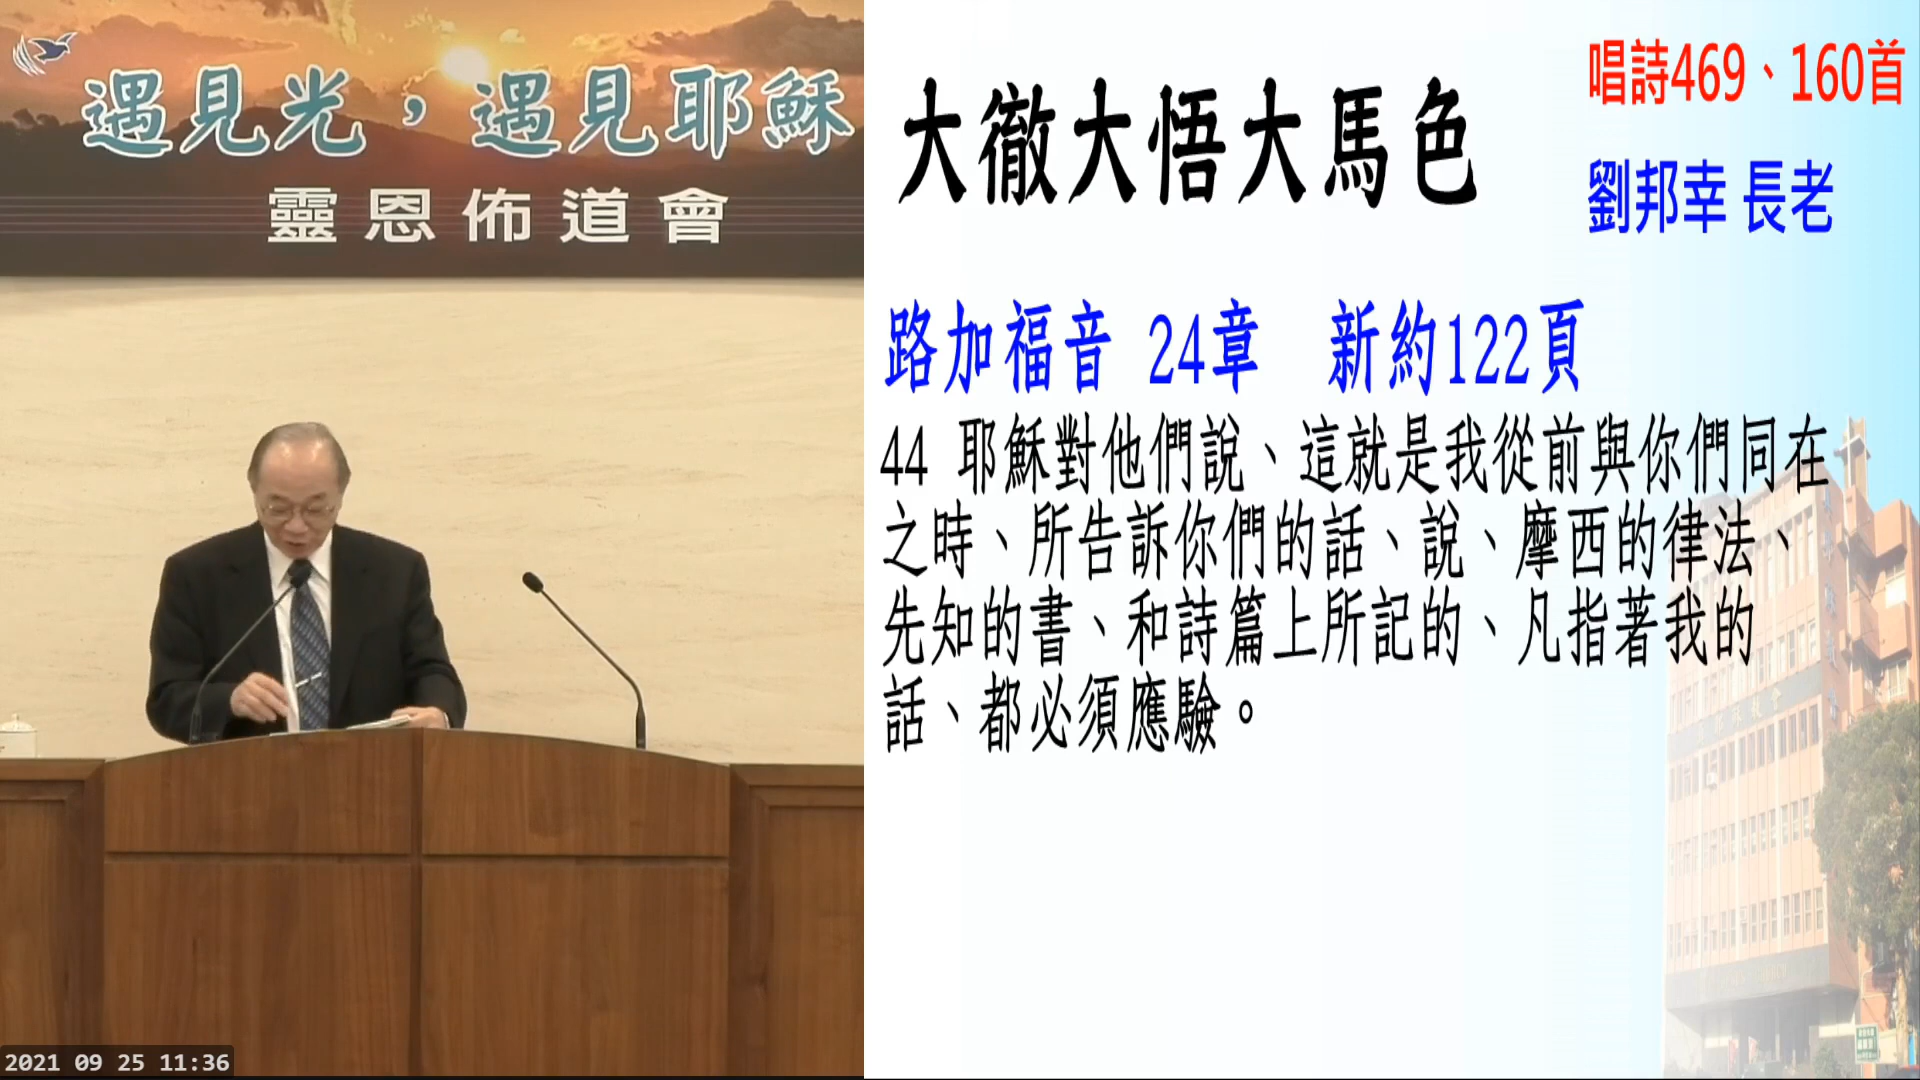 遇見光，遇見耶穌
靈恩佈道會
2021 09 25 11:36
大徹大悟大馬色
唱詩469、160首
劉邦幸 長老
路加福音 24章　新約122頁
44 耶穌對他們說、這就是我從前與你們同在
之時、所告訴你們的話、說、摩西的律法、
先知的書、和詩篇上所記的、凡指著我的
話、都必須應驗。